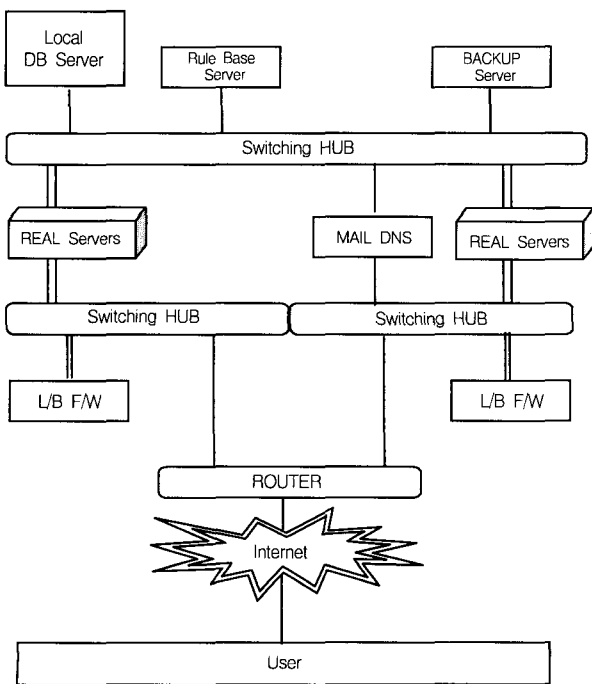 Local
DB Server
Rule Base
Server
BACKUP
Server
Switching HUB
REAL Servers
MAIL DNS
REAL Servers
Switching HUB
Switching HUB
L/B F/W
L/B F/W
ROUTER
Internet
User